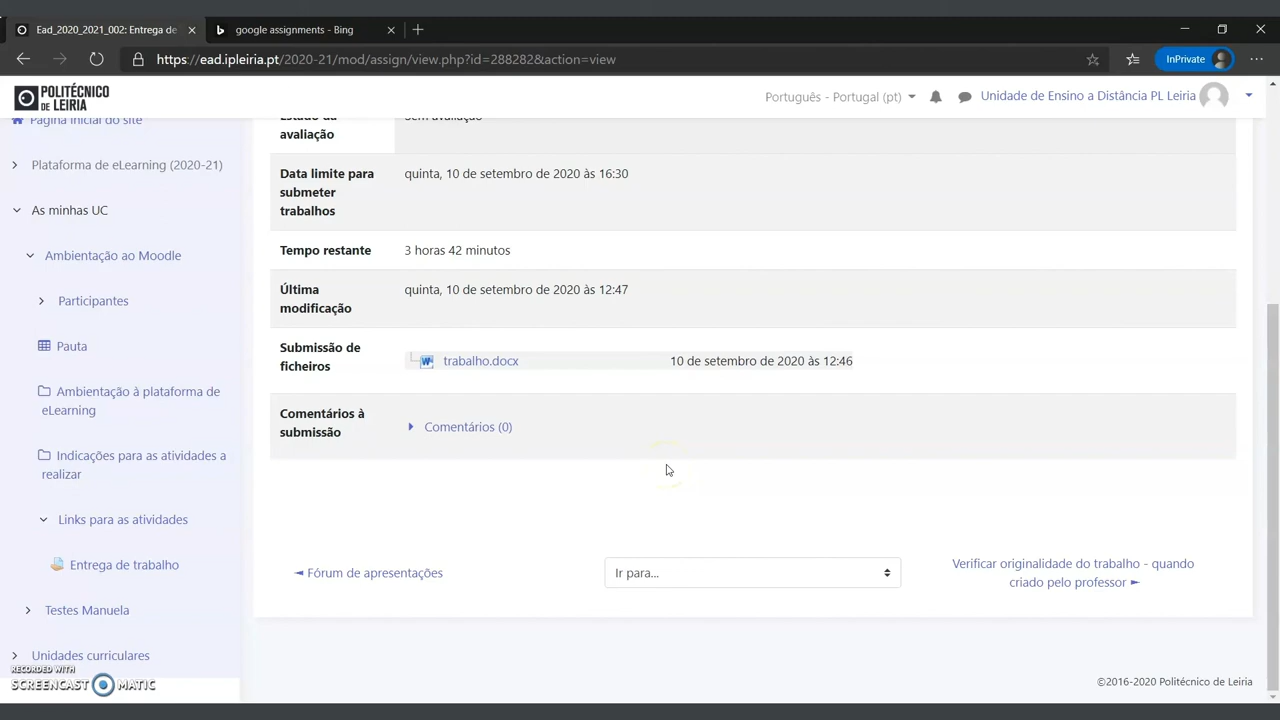 Ead_2020_2021_002: Entrega de
google assignments - Bing
https://ead.ipleiria.pt/2020-21/mod/assign/view.php?id=288282&action=view
InPrivate
POLITÉCNICO
DE LEIRIA
Português - Portugal (pt)
Unidade de Ensino a Distância PL Leiria
Página inicial do site
Plataforma de eLearning (2020-21)
As minhas UC
Ambientação ao Moodle
Participantes
Pauta
Ambientação à plataforma de
eLearning
Indicações para as atividades a
realizar
Links para as atividades
Entrega de trabalho
Testes Manuela
Unidades curriculares
RECORDED WITH
SCREENCAST MATIC
Estado da
avaliação
Sem avaliação
Data limite para
submeter
trabalhos
quinta, 10 de setembro de 2020 às 16:30
Tempo restante
3 horas 42 minutos
Última
modificação
quinta, 10 de setembro de 2020 às 12:47
Submissão de
ficheiros
trabalho.docx
10 de setembro de 2020 às 12:46
Comentários à
submissão
Comentários (0)
◄ Fórum de apresentações
Ir para...
Verificar originalidade do trabalho - quando
criado pelo professor ►
©2016-2020 Politécnico de Leiria